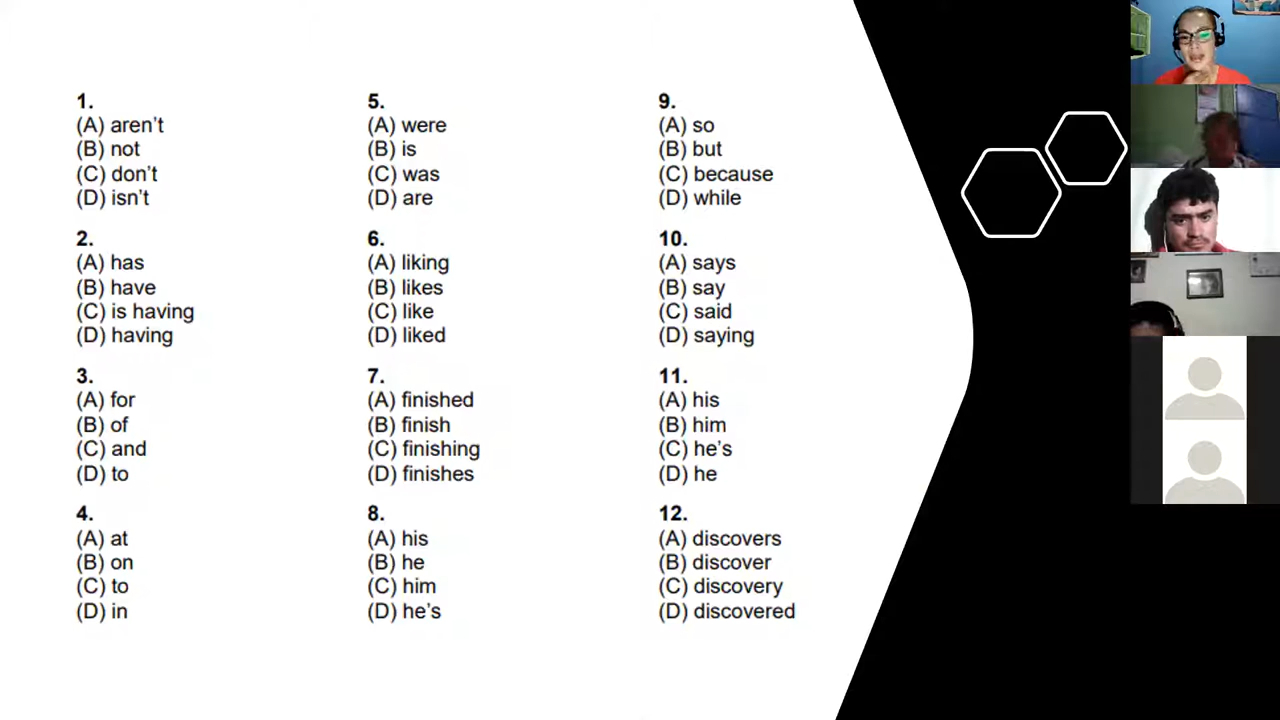 1.
(A) aren't
(B) not
(C) don't
(D) isn't
2.
(A) has
(B) have
(C) is having
(D) having
3.
(A) for
(B) of
(C) and
(D) to
4.
(A) at
(B) on
(C) to
(D) in
5.
(A) were
(B) is
(C) was
(D) are
6.
(A) liking
(B) likes
(C) like
(D) liked
7.
(A) finished
(B) finish
(C) finishing
(D) finishes
8.
(A) his
(B) he
(C) him
(D) he's
9.
(A) so
(B) but
(C) because
(D) while
10.
(A) says
(B) say
(C) said
(D) saying
11.
(A) his
(B) him
(C) he's
(D) he
12.
(A) discovers
(B) discover
(C) discovery
(D) discovered